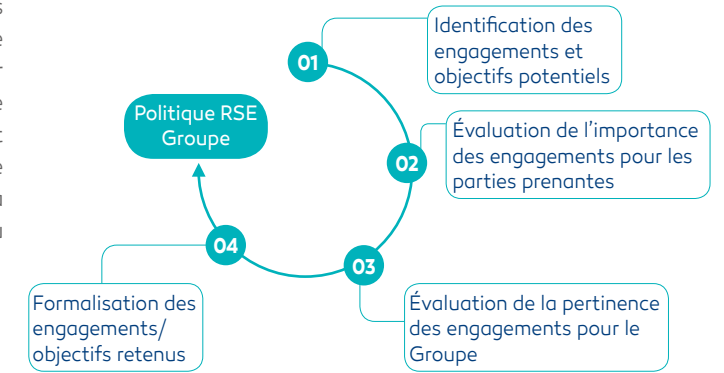 01
Identification des
engagements et
objectifs potentiels
Politique RSE
Groupe
02
Évaluation de l'importance
des engagements pour les
parties prenantes
03
Évaluation de la pertinence
des engagements pour le
Groupe
04
Formalisation des
engagements/
objectifs retenus